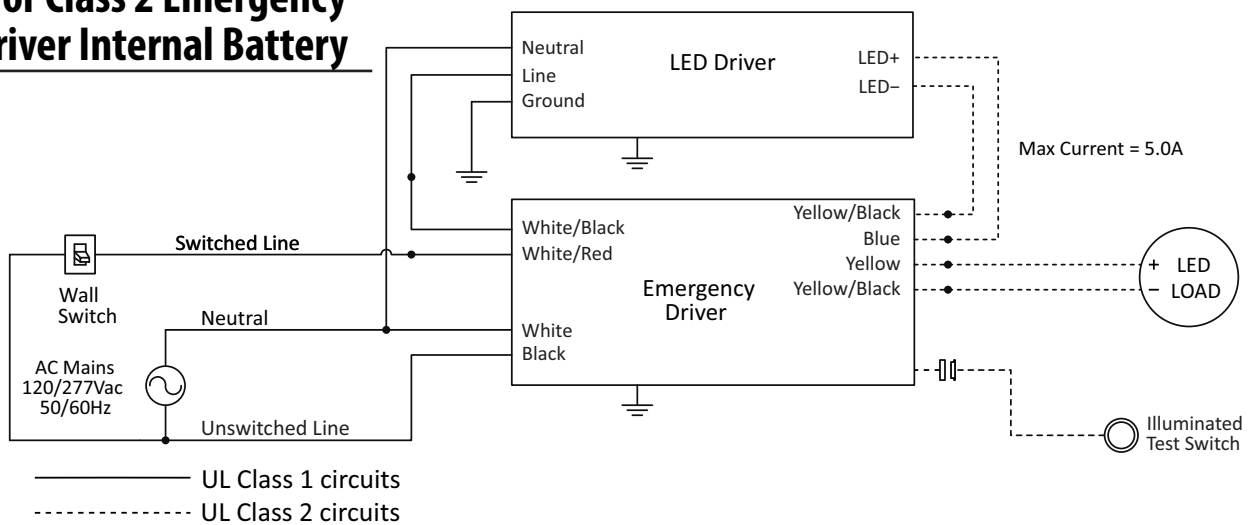 or Class 2 Emergency
river Internal Battery
Neutral
Line
Ground
LED Driver
LED+
LED−
Max Current = 5.0A
White/Black
White/Red
White
Black
Emergency
Driver
Yellow/Black
Blue
Yellow
Yellow/Black
+ LED
− LOAD
Switched Line
Wall
Switch
Neutral
AC Mains
120/277Vac
50/60Hz
Unswitched Line
Illuminated
Test Switch
UL Class 1 circuits
UL Class 2 circuits